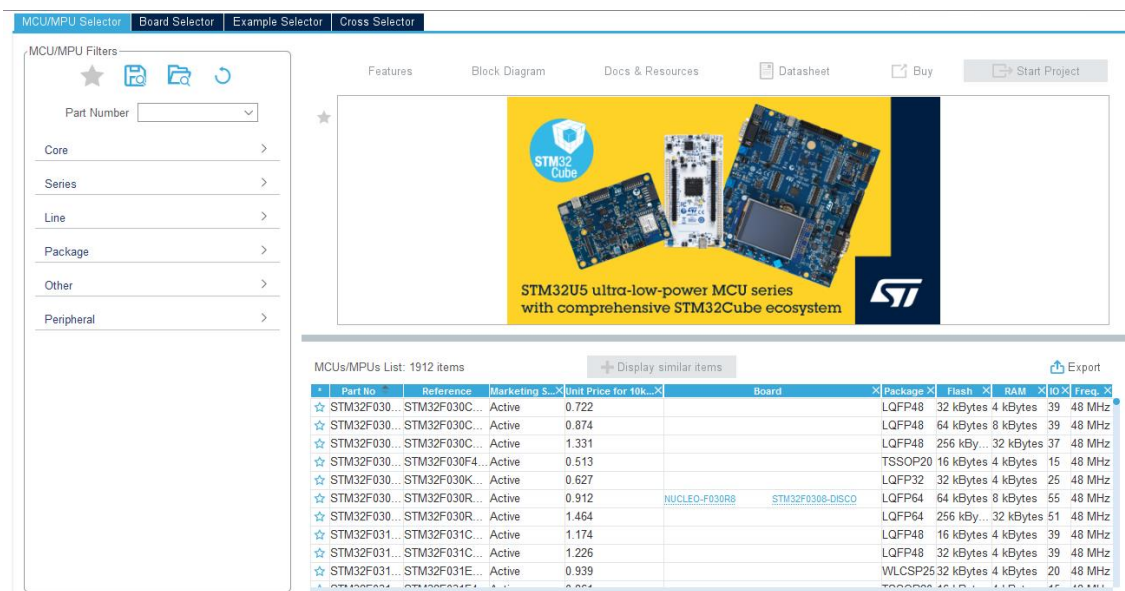 MCU/MPU Selector Board Selector Example Selector Cross Selector
MCU/MPU Filters
Part Number
Core
Series
Line
Package
Other
Peripheral
Features Block Diagram Docs & Resources Datasheet Buy Start Project
STM32
Cube
STM32U5 ultra-low-power MCU series
with comprehensive STM32Cube ecosystem
ST
MCUs/MPUs List: 1912 items
Display similar items
Export
* Part No Reference Marketing S... Unit Price for 10k... Board Package Flash RAM IO Freq.
STM32F030... STM32F030C... Active 0.722 LQFP48 32 kBytes 4 kBytes 39 48 MHz
STM32F030... STM32F030C... Active 0.874 LQFP48 64 kBytes 8 kBytes 39 48 MHz
STM32F030... STM32F030C... Active 1.331 LQFP48 256 kBy... 32 kBytes 37 48 MHz
STM32F030... STM32F030F4... Active 0.513 TSSOP20 16 kBytes 4 kBytes 15 48 MHz
STM32F030... STM32F030K... Active 0.627 LQFP32 32 kBytes 4 kBytes 25 48 MHz
STM32F030... STM32F030R... Active 0.912 NUCLEO-F030R8 STM32F0308-DISCO LQFP64 64 kBytes 8 kBytes 55 48 MHz
STM32F030... STM32F030R... Active 1.464 LQFP64 256 kBy... 32 kBytes 51 48 MHz
STM32F031... STM32F031C... Active 1.174 LQFP48 16 kBytes 4 kBytes 39 48 MHz
STM32F031... STM32F031C... Active 1.226 LQFP48 32 kBytes 4 kBytes 39 48 MHz
STM32F031... STM32F031E... Active 0.939 WLCSP25 32 kBytes 4 kBytes 20 48 MHz